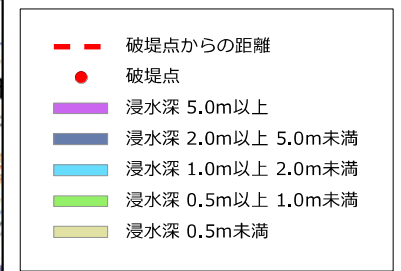 破堤点からの距離
破堤点
浸水深 5.0m以上
浸水深 2.0m以上 5.0m未満
浸水深 1.0m以上 2.0m未満
浸水深 0.5m以上 1.0m未満
浸水深 0.5m未満